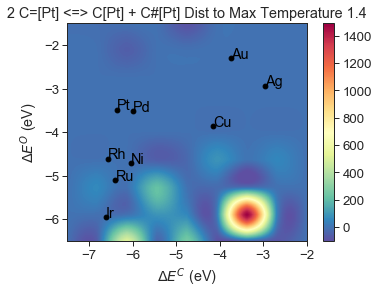 2 C=[Pt] <=> C[Pt] + C#[Pt] Dist to Max Temperature 1.4
−2
−3
−4
−5
−6
ΔE^O (eV)
Au
Ag
Cu
Pt
Pd
Rh
Ni
Ru
Ir
−7
−6
−5
−4
−3
−2
ΔE^C (eV)
1400
1200
1000
800
600
400
200
0